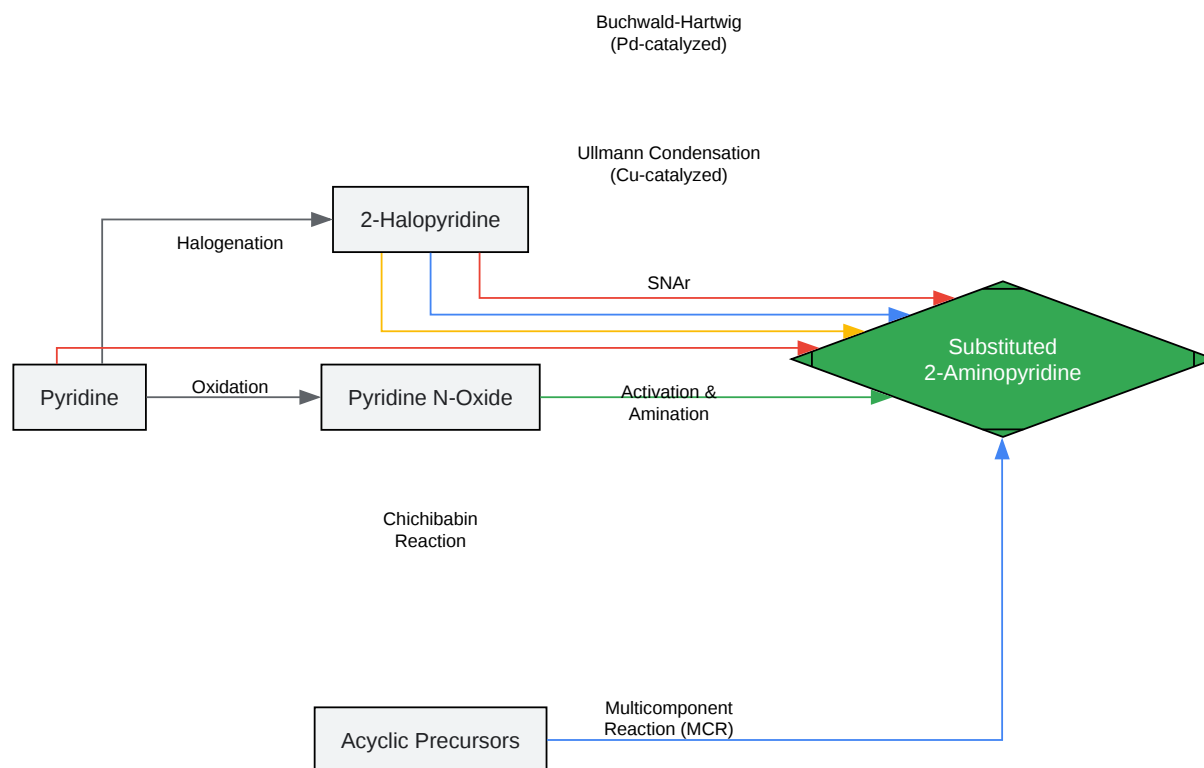 Buchwald-Hartwig
(Pd-catalyzed)
Ullmann Condensation
(Cu-catalyzed)
2-Halopyridine
Halogenation
SNAr
Substituted
2-Aminopyridine
Pyridine
Oxidation
Pyridine N-Oxide
Activation &
Amination
Chichibabin
Reaction
Multicomponent
Reaction (MCR)
Acyclic Precursors